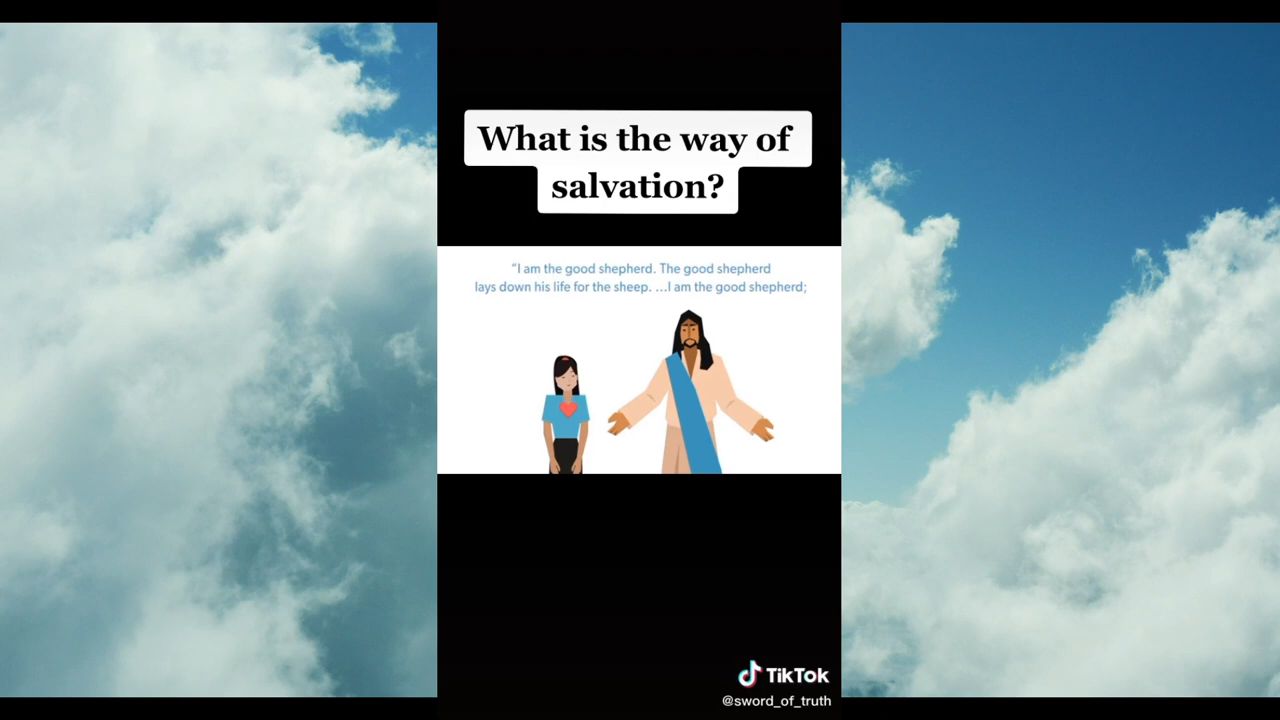 What is the way of
salvation?
“I am the good shepherd. The good shepherd
lays down his life for the sheep. ...I am the good shepherd;
TikTok
@sword_of_truth